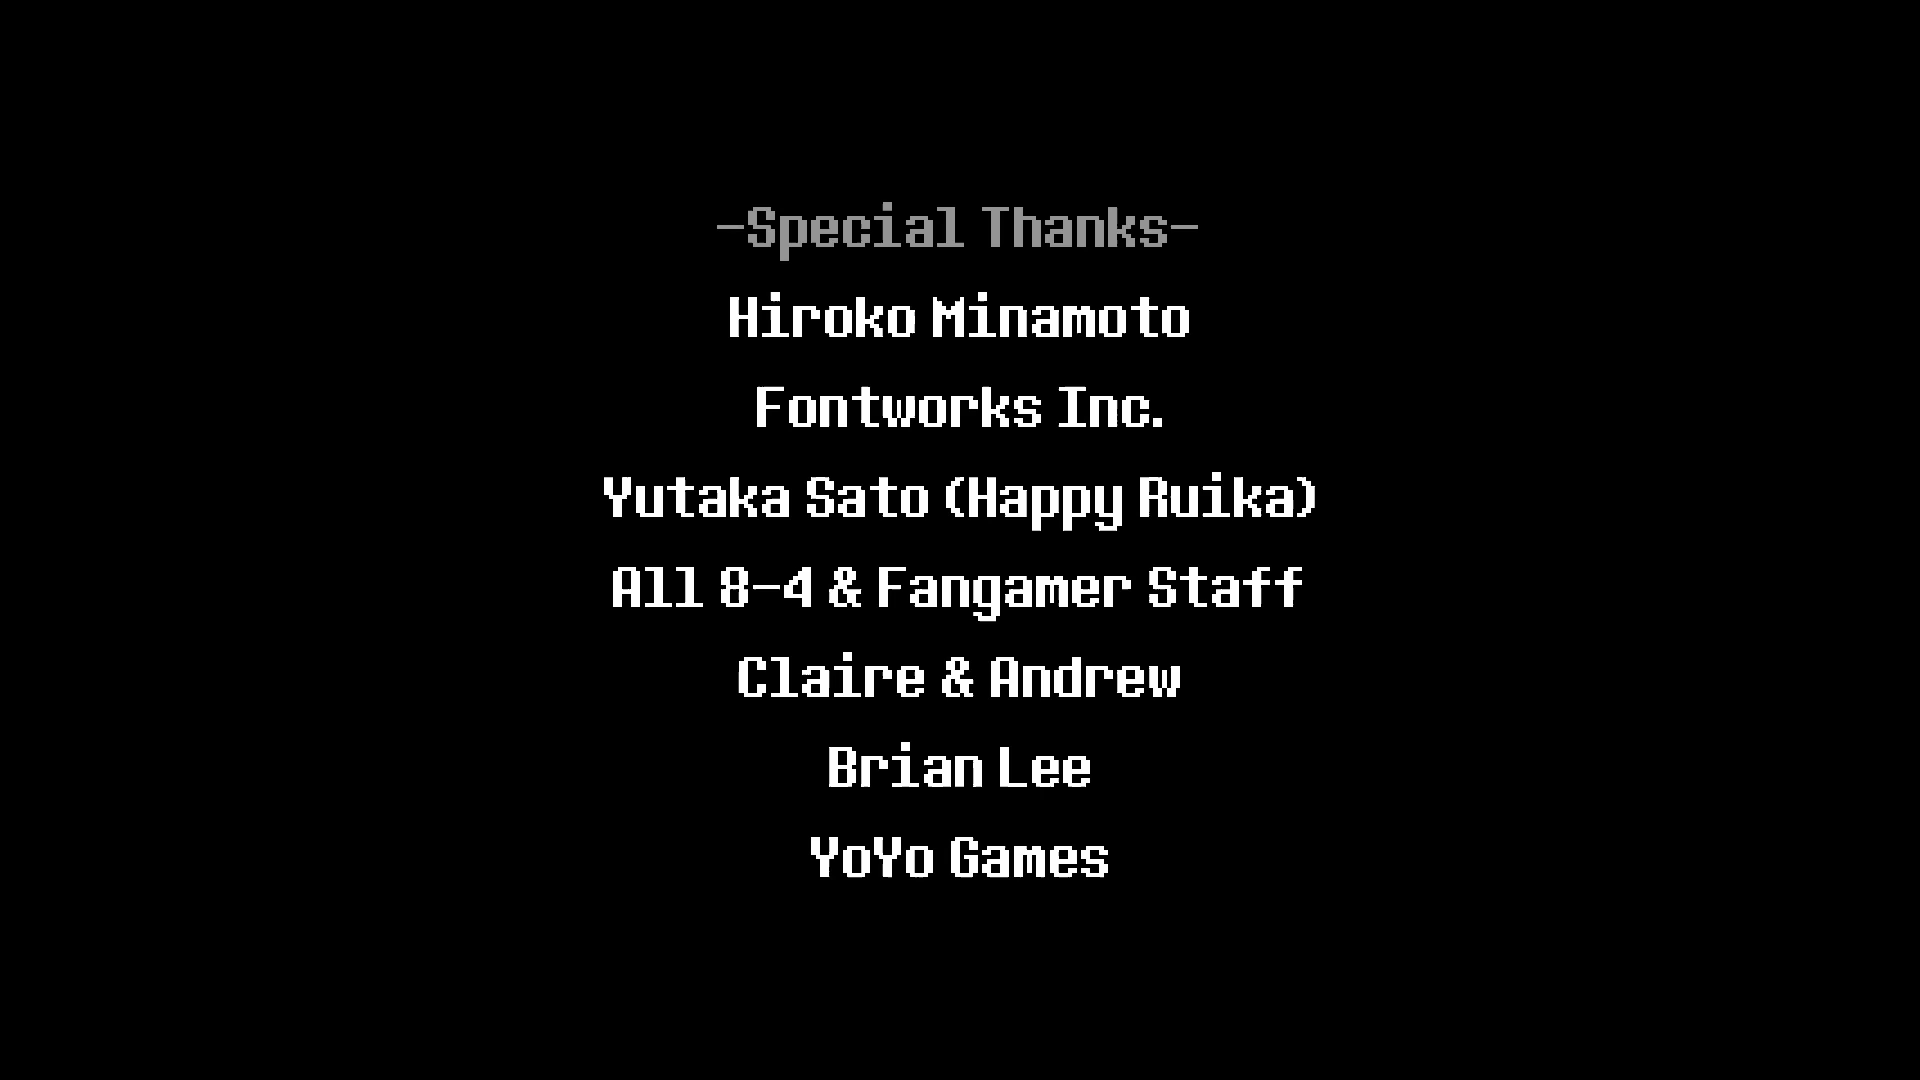 -Special Thanks-
Hiroko Minamoto
Fontworks Inc.
Yutaka Sato (Happy Ruika)
All 8-4 & Fangamer Staff
Claire & Andrew
Brian Lee
YoYo Games